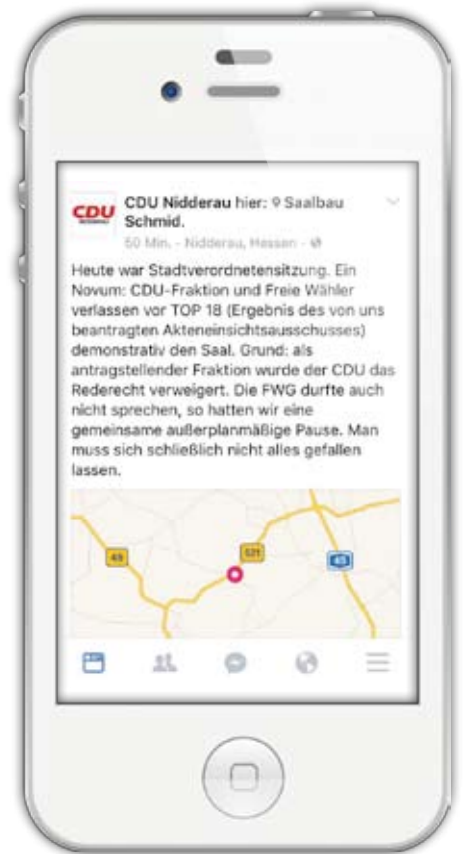 CDU
NIDDERAU
CDU Nidderau hier: Saalbau
Schmid.
50 Min. - Nidderau, Hessen -
Heute war Stadtverordnetensitzung. Ein
Novum: CDU-Fraktion und Freie Wähler
verlassen vor TOP 18 (Ergebnis des von uns
beantragten Akteneinsichtsausschusses)
demonstrativ den Saal. Grund: als
antragstellender Fraktion wurde der CDU das
Rederecht verweigert. Die FWG durfte auch
nicht sprechen, so hatten wir eine
gemeinsame außerplanmäßige Pause. Man
muss sich schließlich nicht alles gefallen
lassen.
521
45